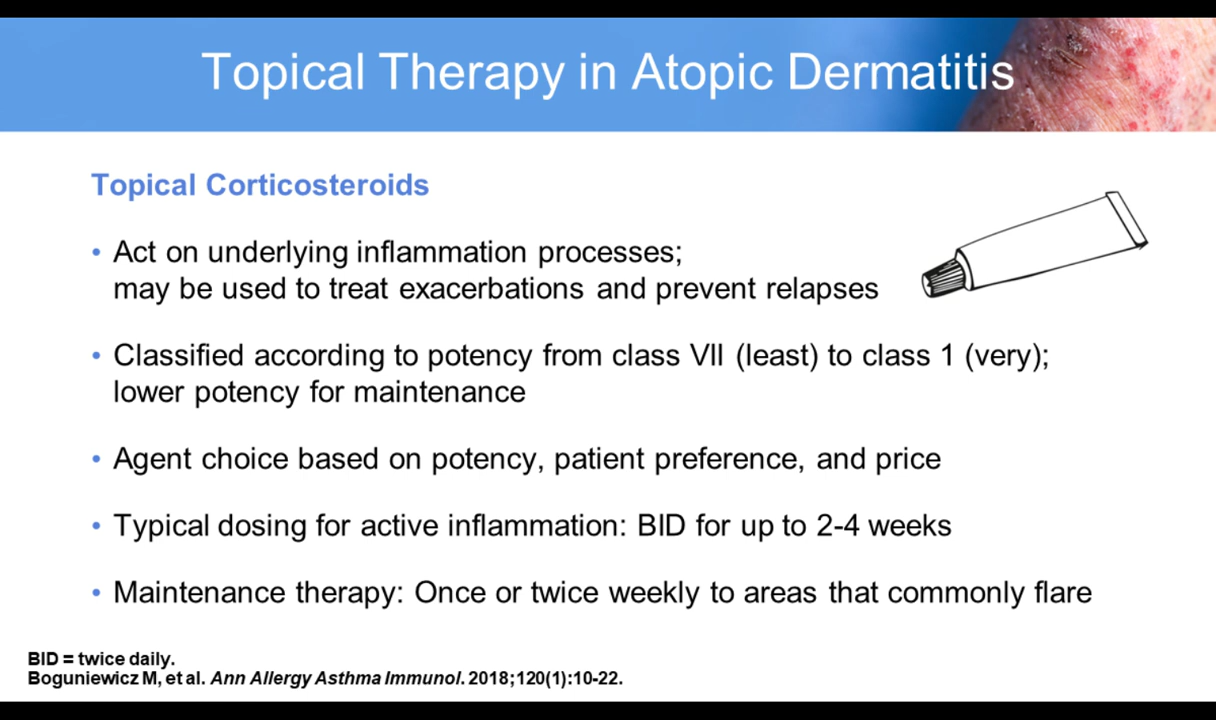 Topical Therapy in Atopic Dermatitis
Topical Corticosteroids
• Act on underlying inflammation processes;
may be used to treat exacerbations and prevent relapses
• Classified according to potency from class VII (least) to class 1 (very);
lower potency for maintenance
• Agent choice based on potency, patient preference, and price
• Typical dosing for active inflammation: BID for up to 2-4 weeks
• Maintenance therapy: Once or twice weekly to areas that commonly flare
BID = twice daily.
Boguniewicz M, et al. Ann Allergy Asthma Immunol. 2018;120(1):10-22.